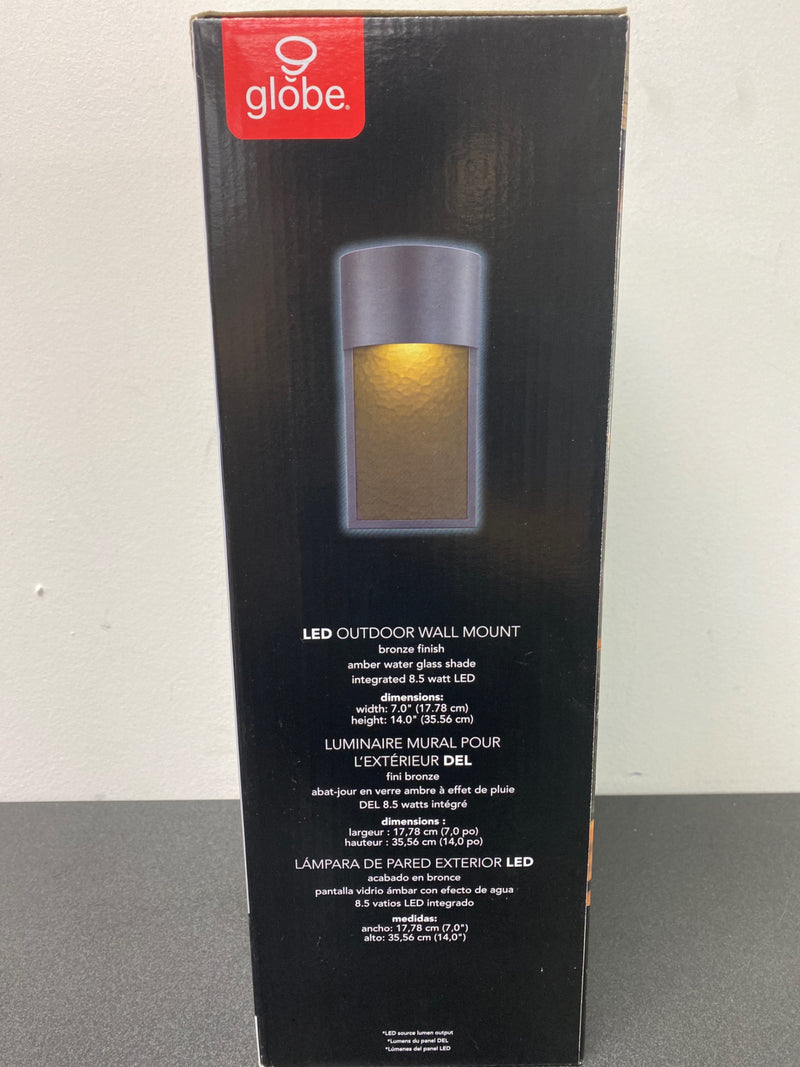 globe®
LED OUTDOOR WALL MOUNT
bronze finish
amber water glass shade
integrated 8.5 watt LED
dimensions:
width: 7.0" (17.78 cm)
height: 14.0" (35.56 cm)
LUMINAIRE MURAL POUR
L'EXTÉRIEUR DEL
fini bronze
abat-jour en verre ambre à effet de pluie
DEL 8.5 watts intégré
dimensions :
largeur : 17,78 cm (7,0 po)
hauteur : 35,56 cm (14,0 po)
LÁMPARA DE PARED EXTERIOR LED
acabado en bronce
pantalla vidrio ámbar con efecto de agua
8.5 vatios LED integrado
medidas:
ancho: 17,78 cm (7,0")
alto: 35,56 cm (14,0")
*LED source lumen output
*Lumens du panel DEL
*Lúmenes del panel LED